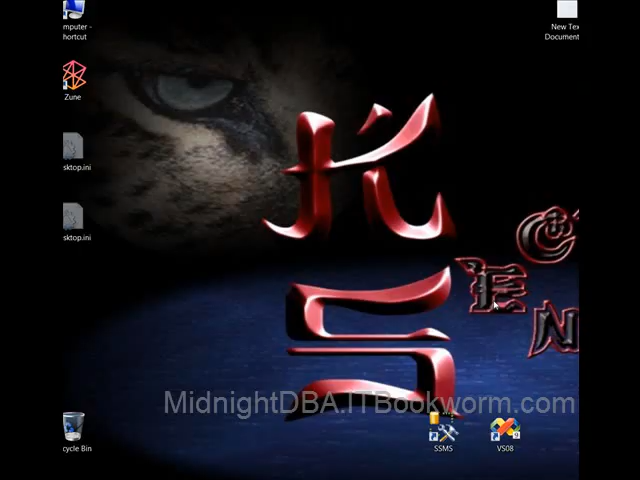 mputer -
hortcut
New Tex
Document
Zune
sktop.ini
sktop.ini
E
N
MidnightDBA.ITBookworm.com
cycle Bin
SSMS
VS08